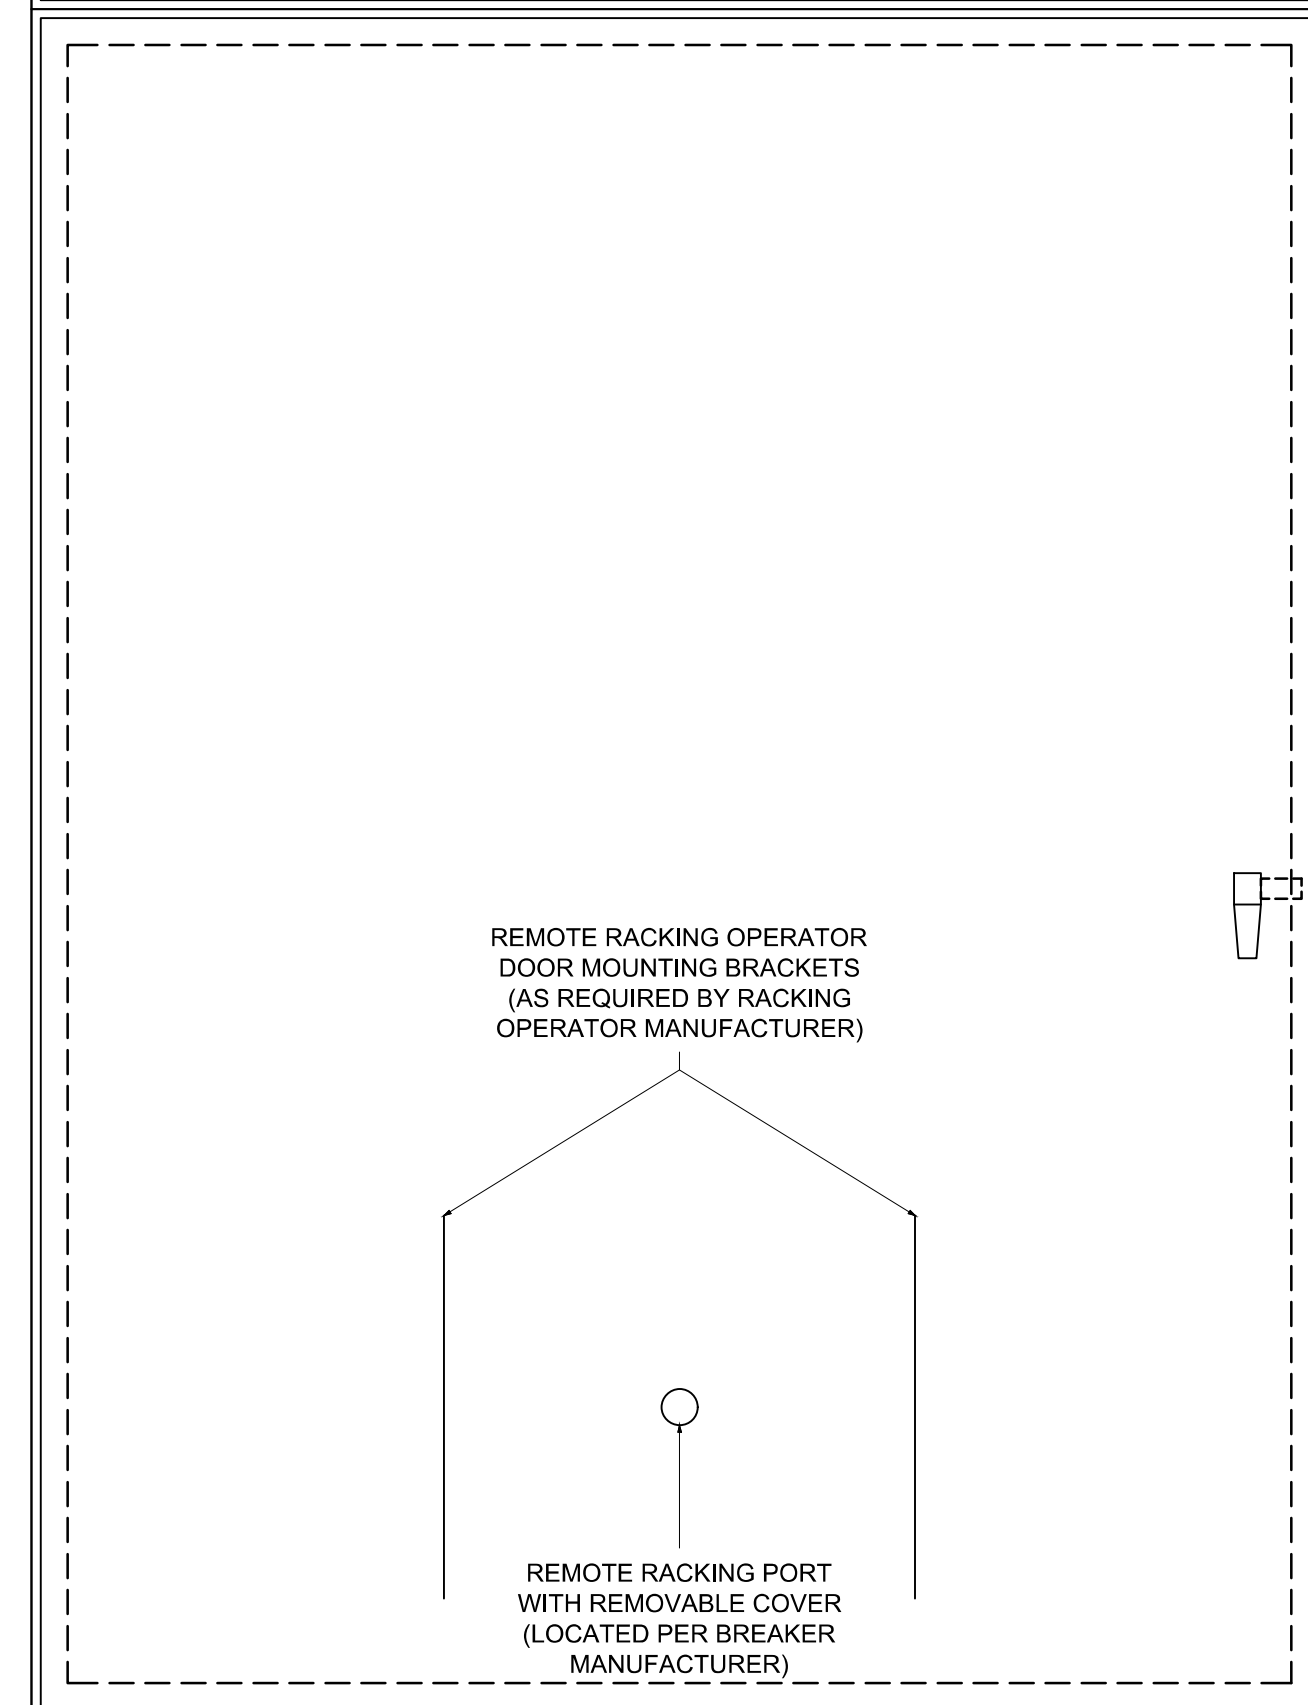 REMOTE RACKING OPERATOR
DOOR MOUNTING BRACKETS
(AS REQUIRED BY RACKING
OPERATOR MANUFACTURER)
REMOTE RACKING PORT
WITH REMOVABLE COVER
(LOCATED PER BREAKER
MANUFACTURER)